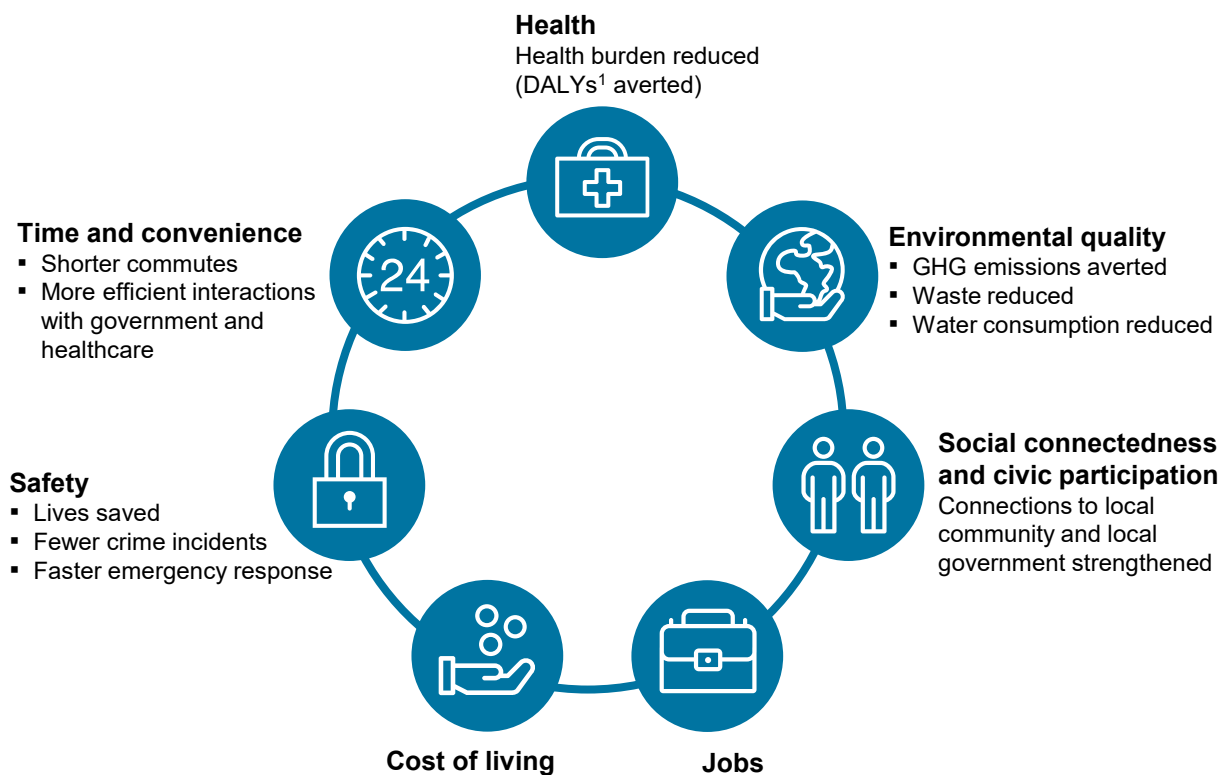 Health
Health burden reduced
(DALYs¹ averted)
Time and convenience
▪ Shorter commutes
▪ More efficient interactions
with government and
healthcare
24
Environmental quality
▪ GHG emissions averted
▪ Waste reduced
▪ Water consumption reduced
Safety
▪ Lives saved
▪ Fewer crime incidents
▪ Faster emergency response
Social connectedness
and civic participation
Connections to local
community and local
government strengthened
Cost of living
Jobs